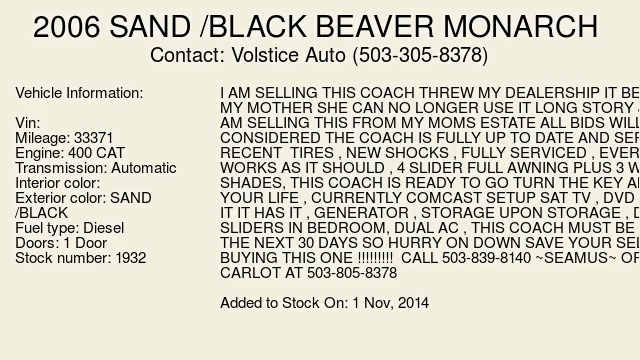 2006 SAND /BLACK BEAVER MONARCH
Contact: Volstice Auto (503-305-8378)
Vehicle Information:
Vin:
Mileage: 33371
Engine: 400 CAT
Transmission: Automatic
Interior color:
Exterior color: SAND
/BLACK
Fuel type: Diesel
Doors: 1 Door
Stock number: 1932
I AM SELLING THIS COACH THREW MY DEALERSHIP IT
MY MOTHER SHE CAN NO LONGER USE IT LONG STORY
AM SELLING THIS FROM MY MOMS ESTATE ALL BIDS
CONSIDERED THE COACH IS FULLY UP TO DATE AND
RECENT TIRES , NEW SHOCKS , FULLY SERVICED ,
WORKS AS IT SHOULD , 4 SLIDER FULL AWNING PLUS 3
SHADES, THIS COACH IS READY TO GO TURN THE KEY
YOUR LIFE , CURRENTLY COMCAST SETUP SAT TV , DVD
IT IT HAS IT , GENERATOR , STORAGE UPON STORAGE ,
SLIDERS IN BEDROOM, DUAL AC , THIS COACH MUST BE
THE NEXT 30 DAYS SO HURRY ON DOWN SAVE YOUR
BUYING THIS ONE !!!!!!!!! CALL 503-839-8140 ~SEAMUS~
CARLOT AT 503-805-8378
Added to Stock On: 1 Nov, 2014